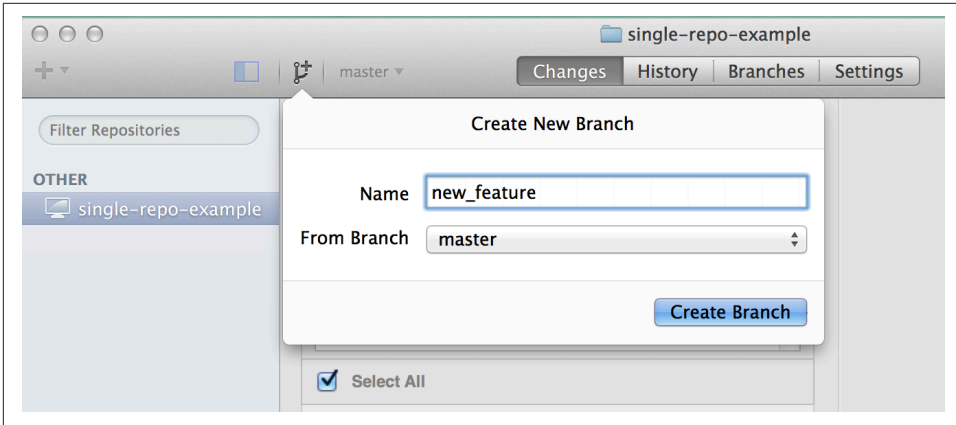 single-repo-example
master Changes History Branches Settings
Filter Repositories
Create New Branch
OTHER
single-repo-example
Name new_feature
From Branch master
Create Branch
Select All